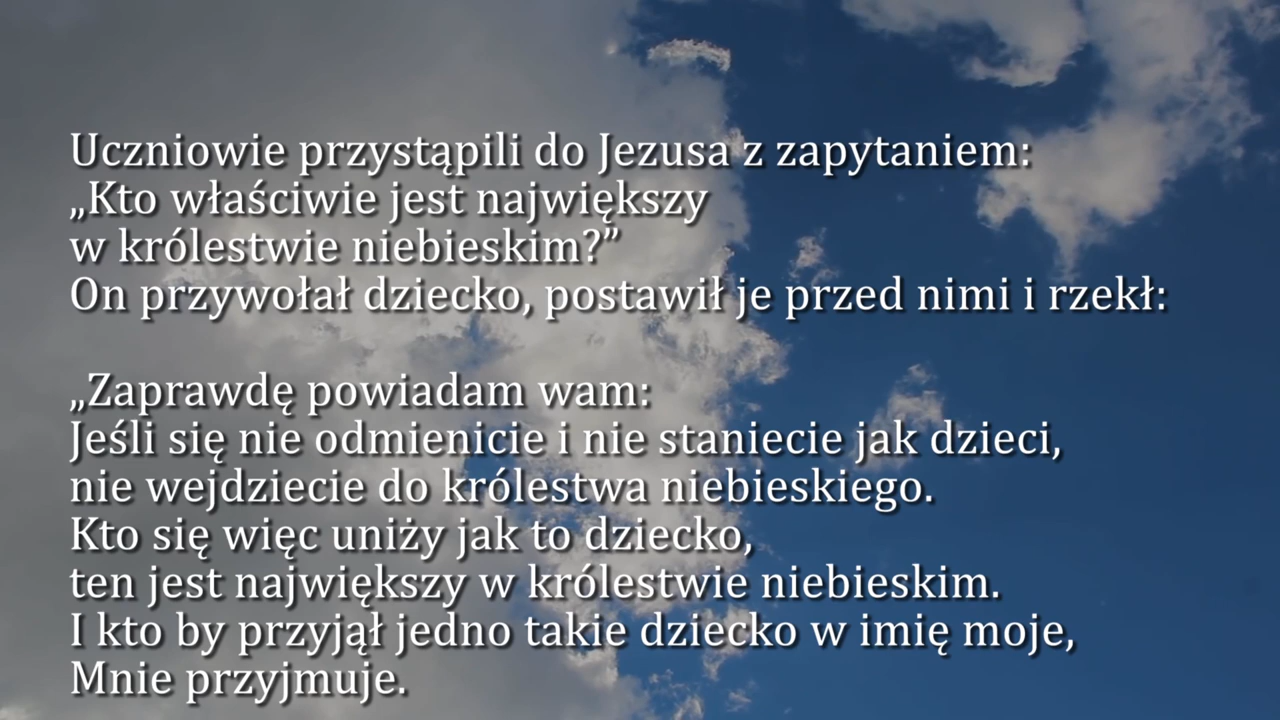 Uczniowie przystąpili do Jezusa z zapytaniem:
„Kto właściwie jest największy
w królestwie niebieskim?”
On przywołał dziecko, postawił je przed nimi i rzekł:
„Zaprawdę powiadam wam:
Jeśli się nie odmienicie i nie staniecie jak dzieci,
nie wejdziecie do królestwa niebieskiego.
Kto się więc uniży jak to dziecko,
ten jest największy w królestwie niebieskim.
I kto by przyjął jedno takie dziecko w imię moje,
Mnie przyjmuje.